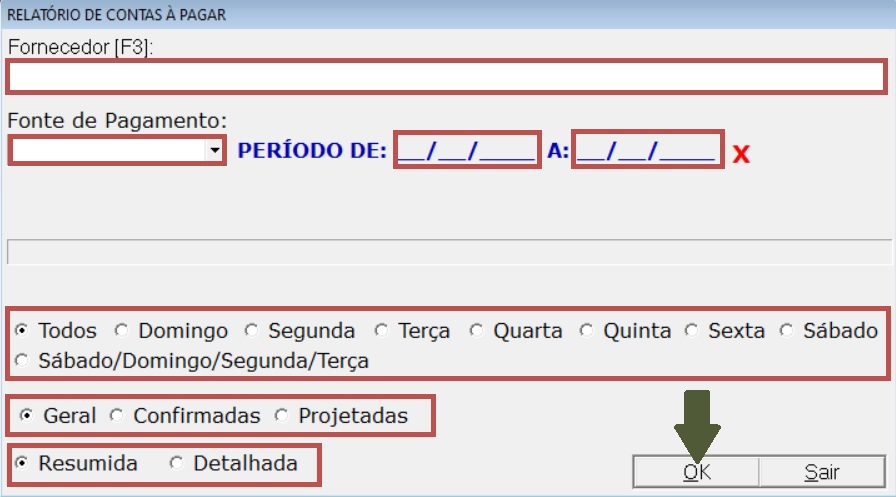 RELATÓRIO DE CONTAS À PAGAR
Fornecedor [F3]:
Fonte de Pagamento:
PERÍODO DE: __/__/____ A: __/__/____ X
Todos Domingo Segunda Terça Quarta Quinta Sexta Sábado
Sábado/Domingo/Segunda/Terça
Geral Confirmadas Projetadas
Resumida Detalhada
OK Sair